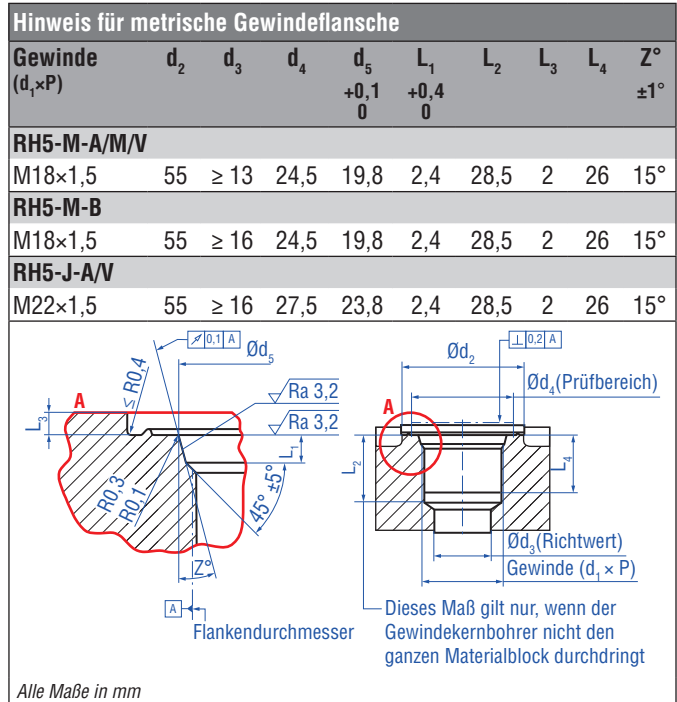 Hinweis für metrische Gewindeflansche
Gewinde d₂ d₃ d₄ d₅ L₁ L₂ L₃ L₄ Z°
(d₁×P) +0,1 +0,4 ±1°
0 0
RH5-M-A/M/V
M18×1,5 55 ≥ 13 24,5 19,8 2,4 28,5 2 26 15°
RH5-M-B
M18×1,5 55 ≥ 16 24,5 19,8 2,4 28,5 2 26 15°
RH5-J-A/V
M22×1,5 55 ≥ 16 27,5 23,8 2,4 28,5 2 26 15°
0,1 A
Ød₅
≤ R0,4
A
Ra 3,2
Ra 3,2
L₃
L₁
R0,3
R0,1
45° ±5°
Z°
A
Flankendurchmesser
⊥ 0,2 A
Ød₂
Ød₄(Prüfbereich)
A
L₂
L₄
Ød₃(Richtwert)
Gewinde (d₁ × P)
Dieses Maß gilt nur, wenn der
Gewindekernbohrer nicht den
ganzen Materialblock durchdringt
Alle Maße in mm